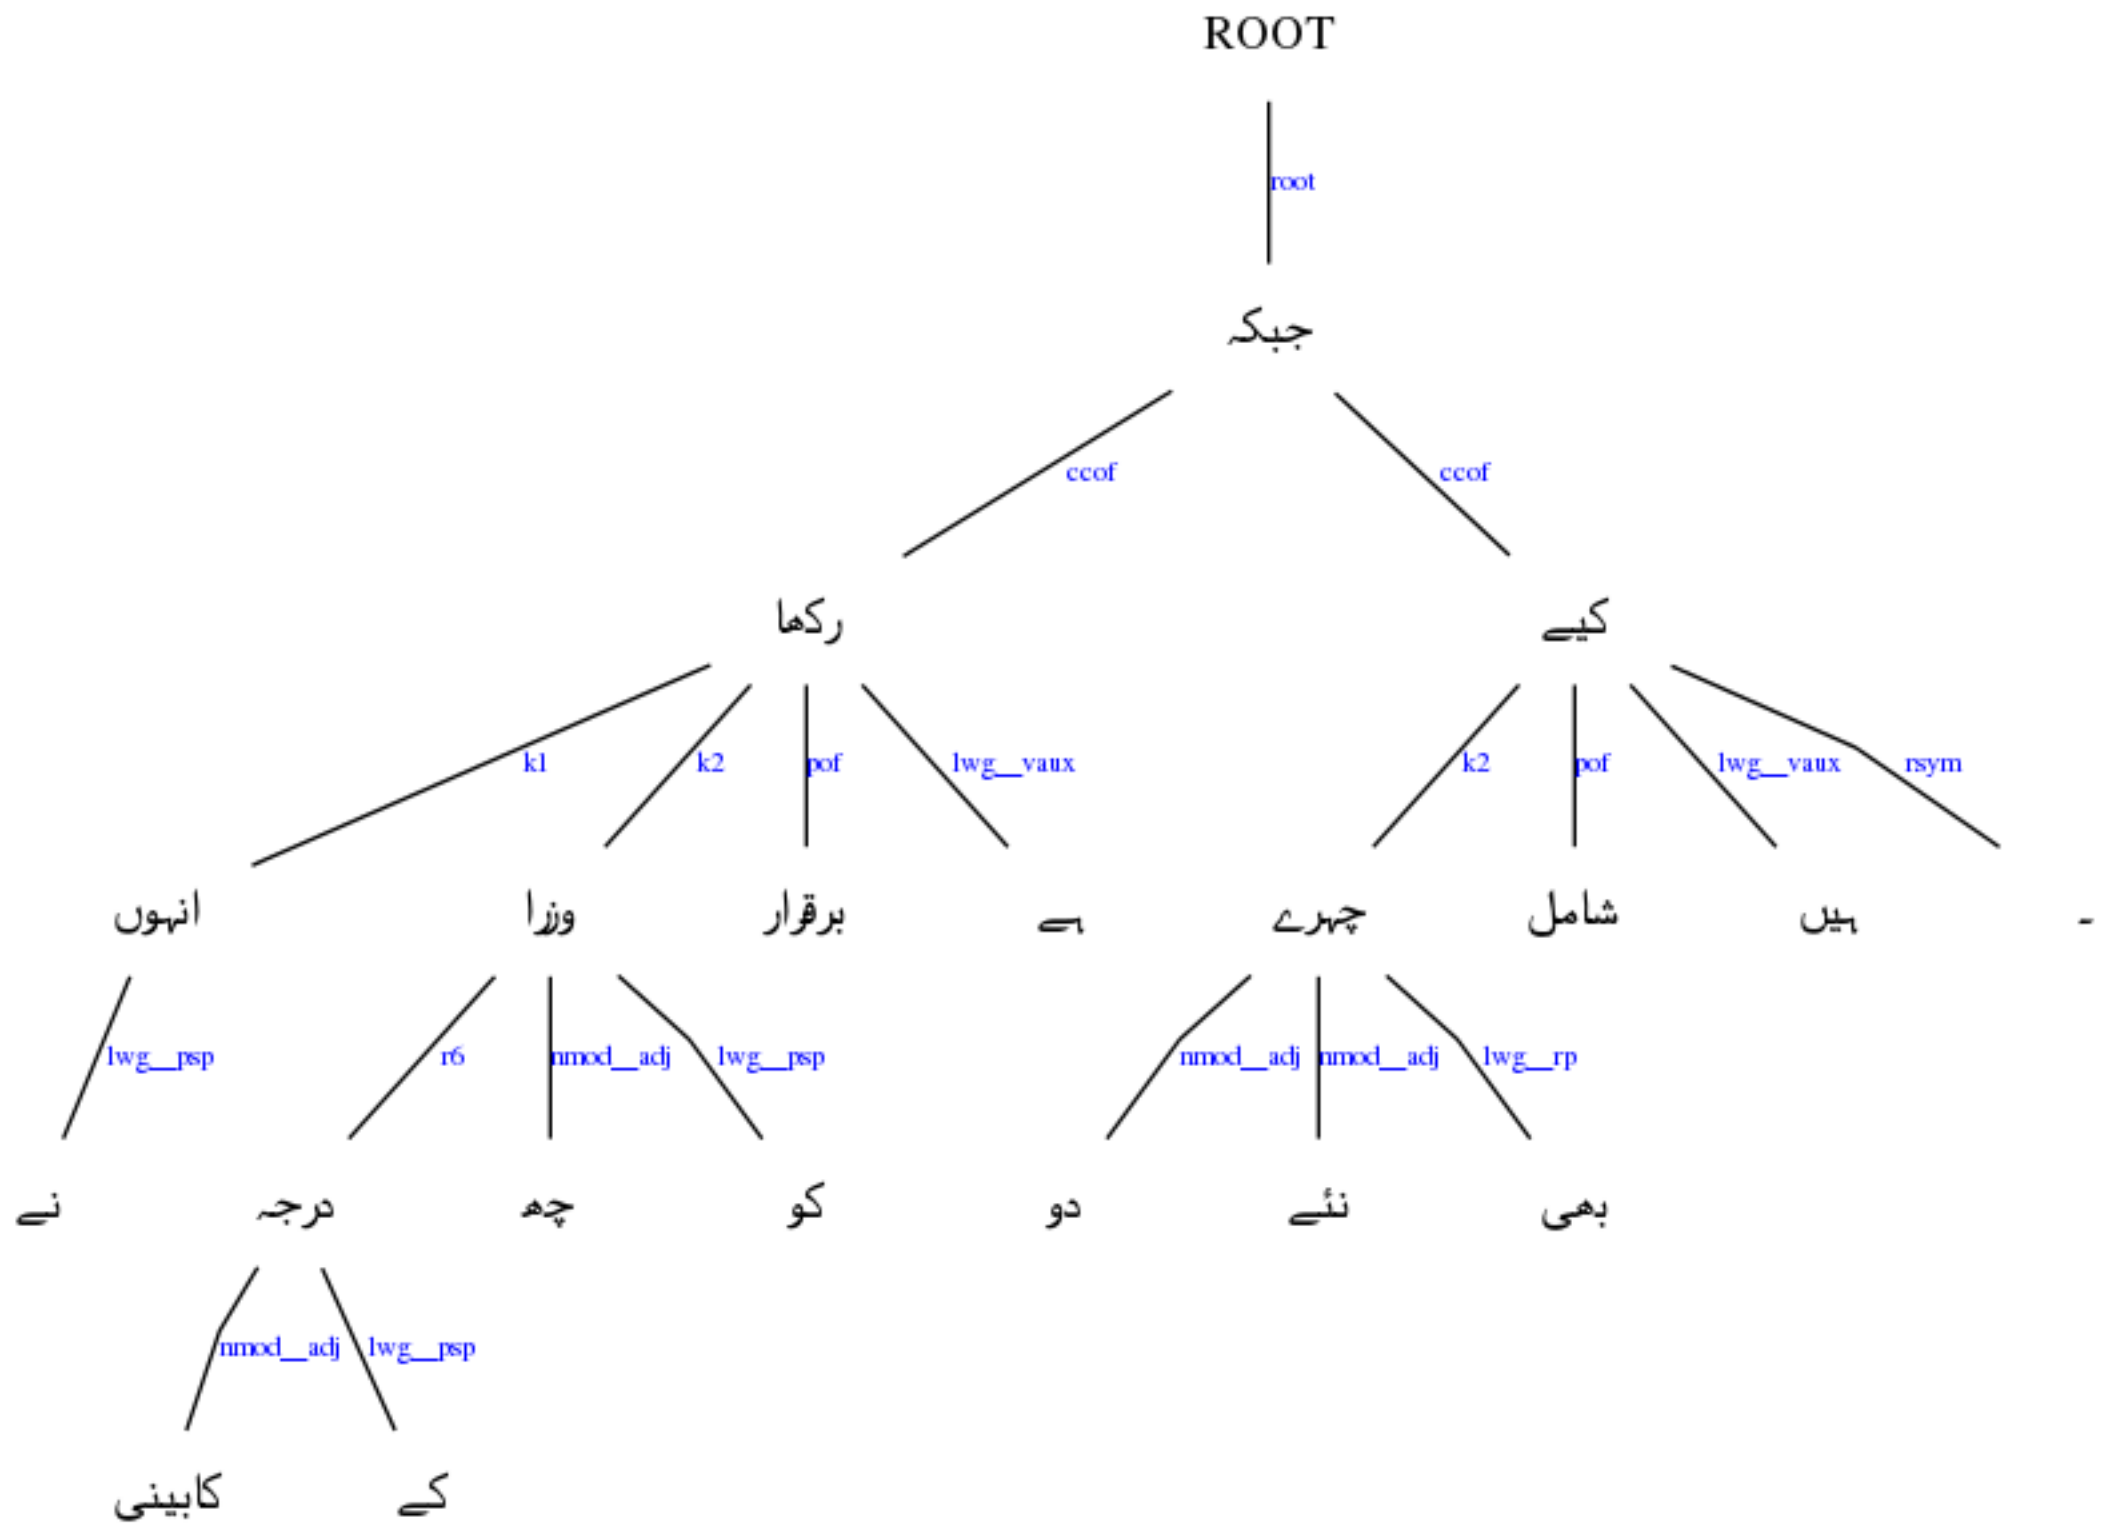 ROOT
root
جبکہ
ccof ccof
رکھا کیے
k1 k2 pof lwg__vaux k2 pof lwg__vaux rsym
انہوں وزرا برقرار ہے چہرے شامل ہیں ۔
lwg__psp r6 nmod__adj lwg__psp nmod__adj nmod__adj lwg__rp
نے درجہ چھ کو دو نئے بھی
nmod__adj lwg__psp
کابینی کے